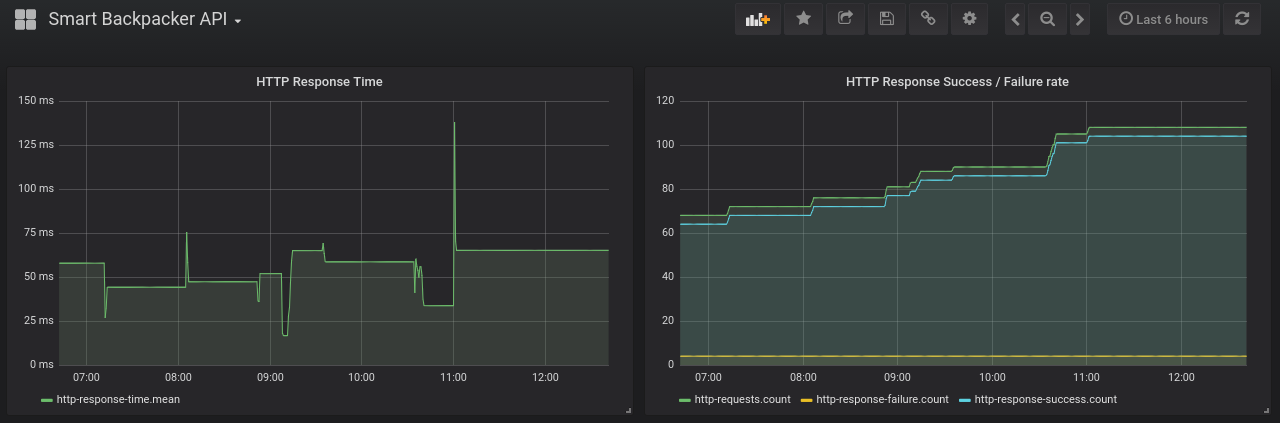 Smart Backpacker API
Last 6 hours
HTTP Response Time
150 ms
125 ms
100 ms
75 ms
50 ms
25 ms
0 ms
07:00 08:00 09:00 10:00 11:00 12:00
http-response-time.mean
HTTP Response Success / Failure rate
120
100
80
60
40
20
0
07:00 08:00 09:00 10:00 11:00 12:00
http-requests.count http-response-failure.count http-response-success.count